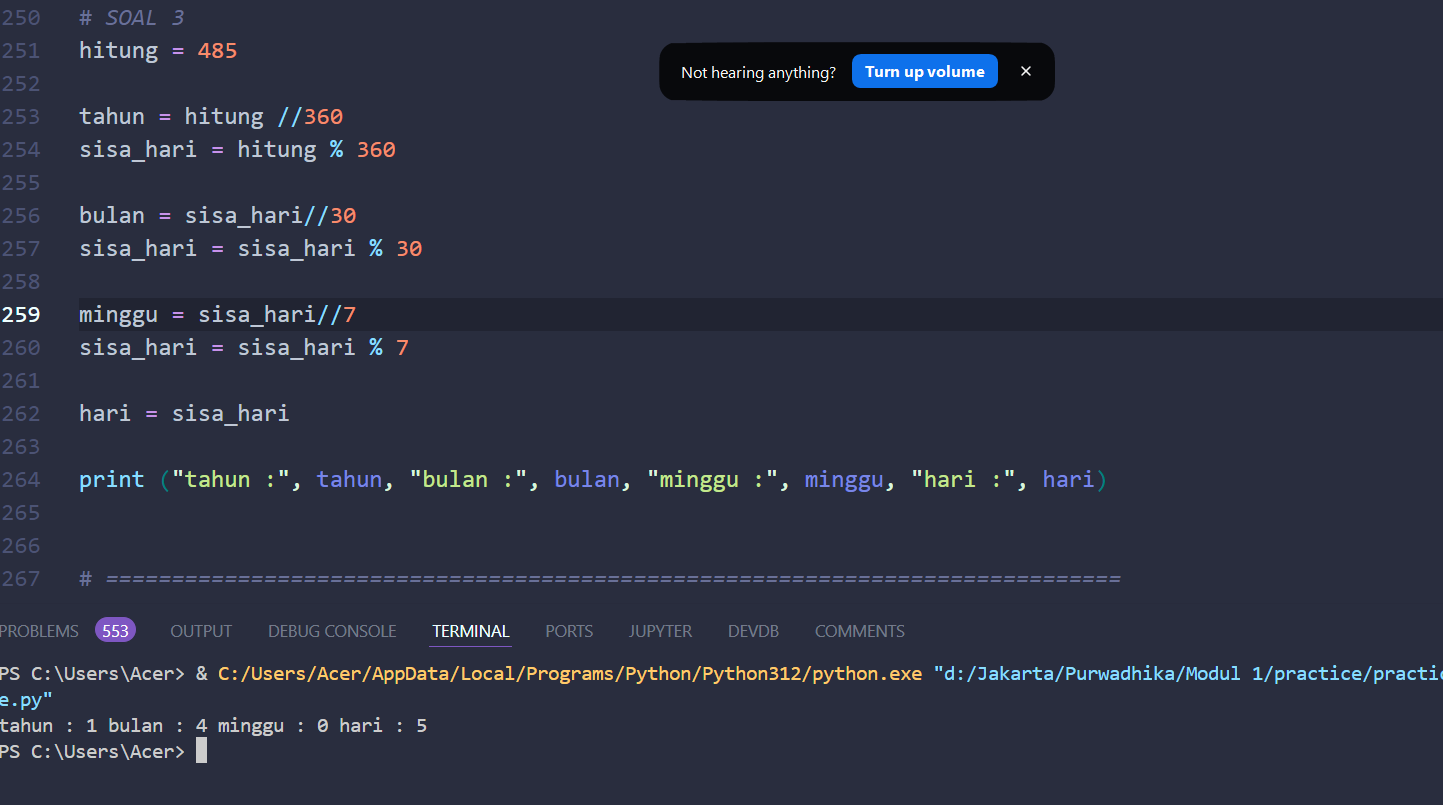 250 # SOAL 3
251 hitung = 485
Not hearing anything? Turn up volume ×
252
253 tahun = hitung //360
254 sisa_hari = hitung % 360
255
256 bulan = sisa_hari//30
257 sisa_hari = sisa_hari % 30
258
259 minggu = sisa_hari//7
260 sisa_hari = sisa_hari % 7
261
262 hari = sisa_hari
263
264 print ("tahun :", tahun, "bulan :", bulan, "minggu :", minggu, "hari :", hari)
265
266
267 # =============================================================================
PROBLEMS 553 OUTPUT DEBUG CONSOLE TERMINAL PORTS JUPYTER DEVDB COMMENTS
PS C:\Users\Acer> & C:/Users/Acer/AppData/Local/Programs/Python/Python312/python.exe "d:/Jakarta/Purwadhika/Modul 1/practice/practic
e.py"
tahun : 1 bulan : 4 minggu : 0 hari : 5
PS C:\Users\Acer>